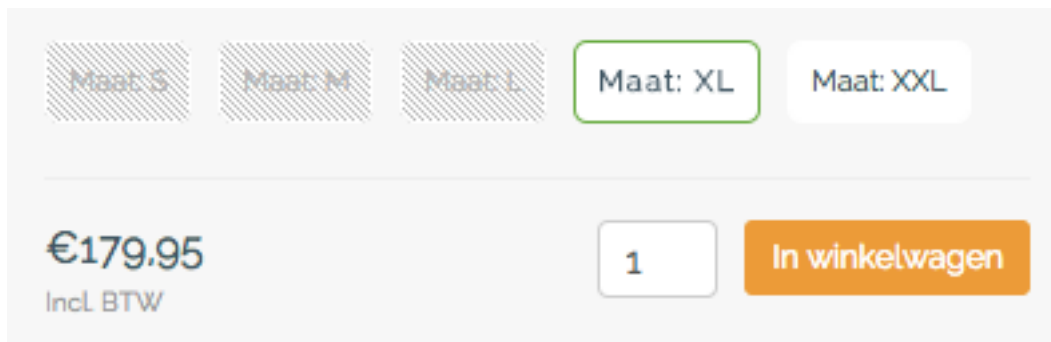 Maat: S Maat: M Maat: L Maat: XL Maat: XXL
€179,95 1 In winkelwagen
Incl. BTW